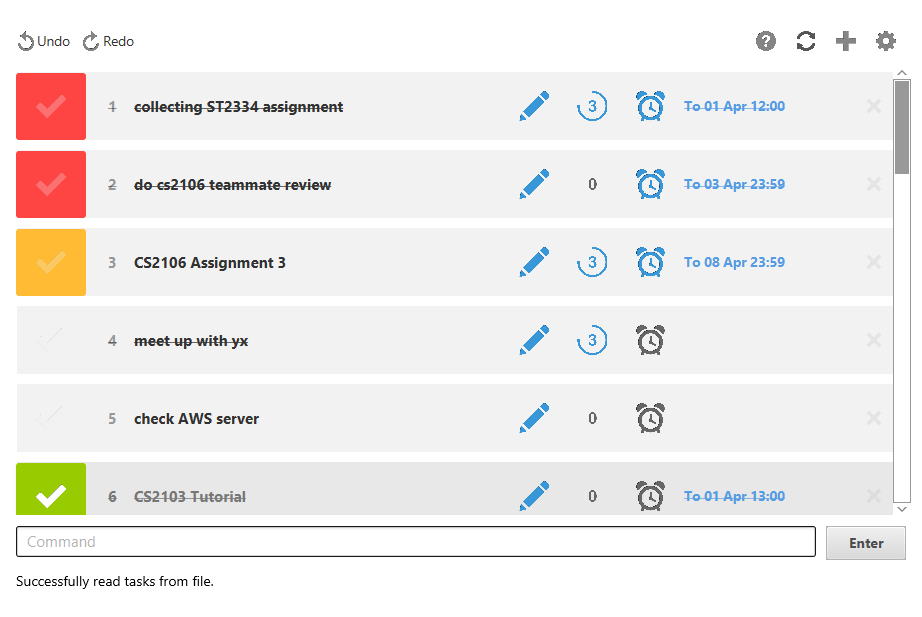 Undo Redo ?
1 collecting ST2334 assignment 3 To 01 Apr 12:00
2 do cs2106 teammate review 0 To 03 Apr 23:59
3 CS2106 Assignment 3 3 To 08 Apr 23:59
4 meet up with yx 3
5 check AWS server 0
6 CS2103 Tutorial 0 To 01 Apr 13:00
Command Enter
Successfully read tasks from file.